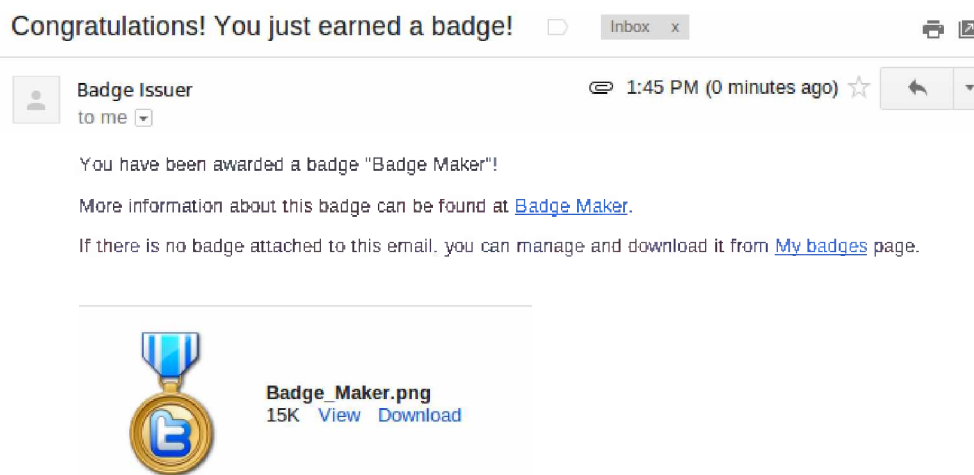 Congratulations! You just earned a badge! Inbox x
Badge Issuer 1:45 PM (0 minutes ago)
to me
You have been awarded a badge "Badge Maker"!
More information about this badge can be found at Badge Maker.
If there is no badge attached to this email, you can manage and download it from My badges page.
Badge_Maker.png
15K View Download